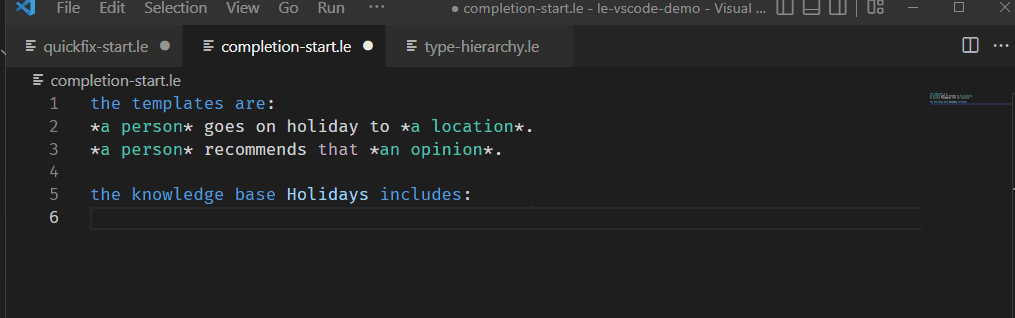 File Edit Selection View Go Run ··· ● completion-start.le - le-vscode-demo - Visual ...
quickfix-start.le ● completion-start.le ● type-hierarchy.le ···
completion-start.le
1 the templates are:
2 *a person* goes on holiday to *a location*.
3 *a person* recommends that *an opinion*.
4
5 the knowledge base Holidays includes:
6